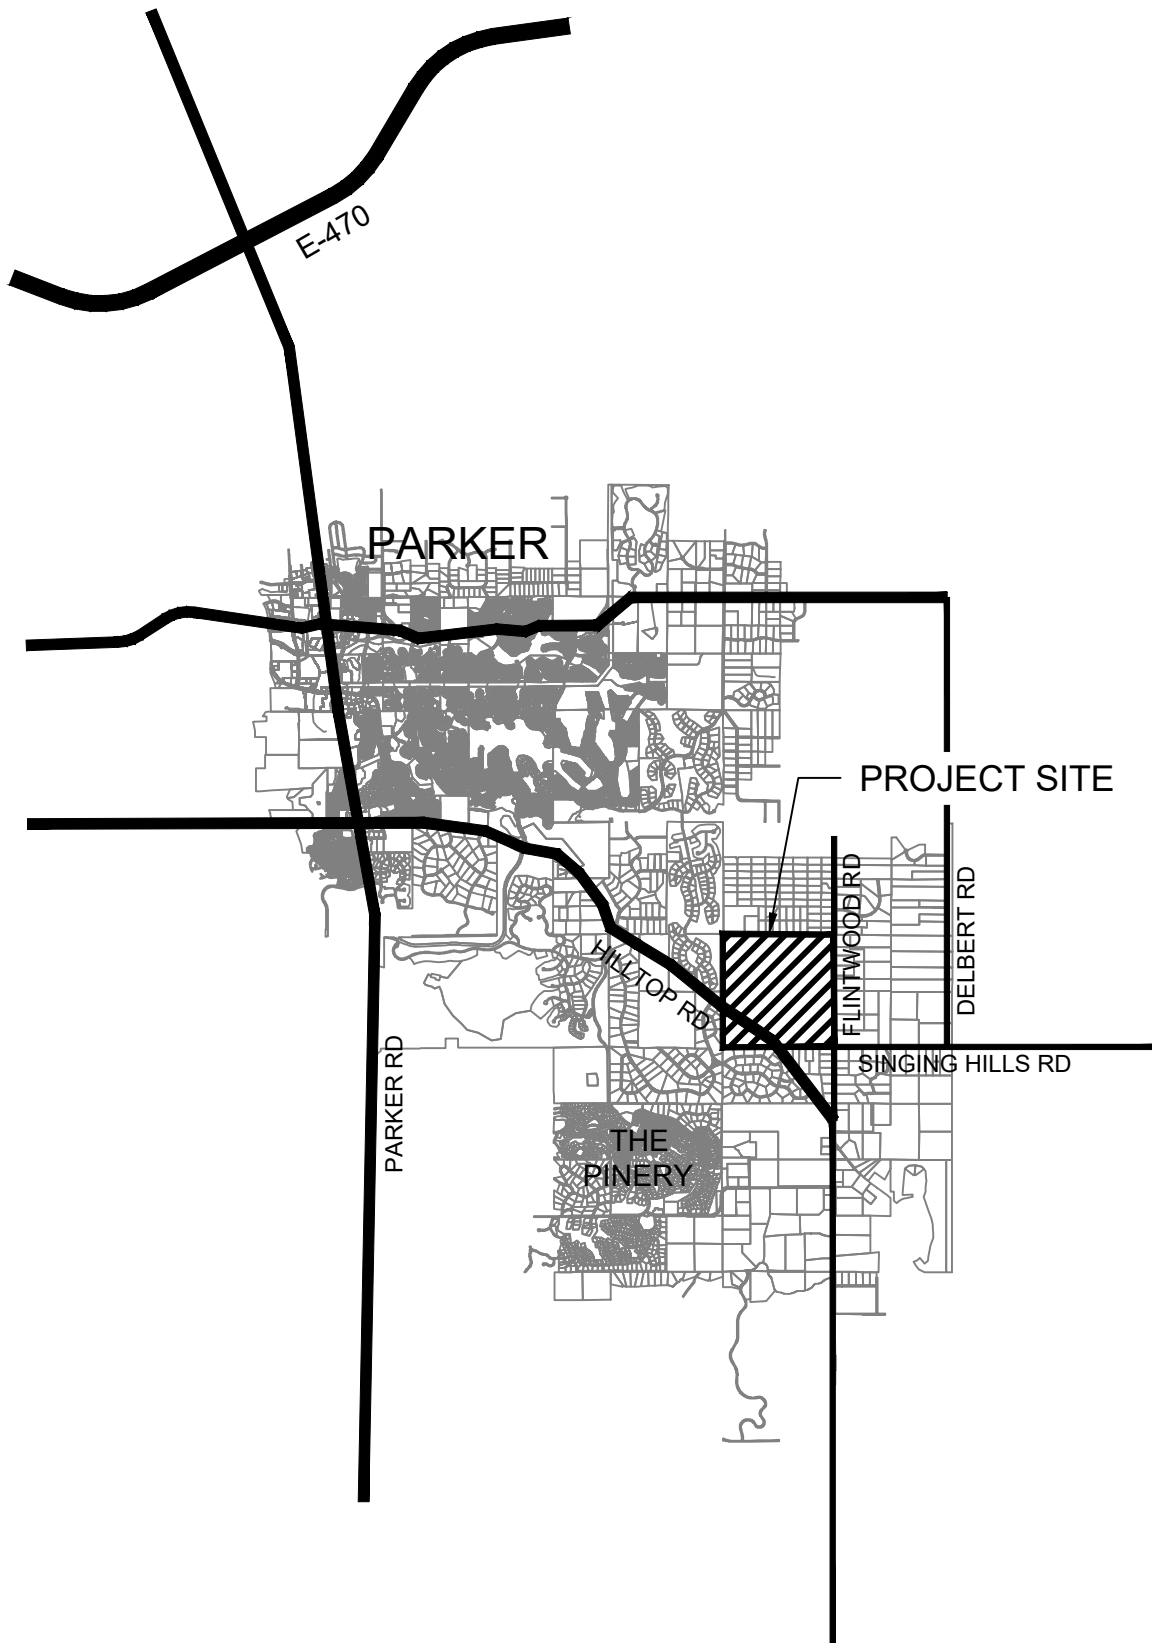 E-470
PARKER
PROJECT SITE
FLINTWOOD RD
DELBERT RD
HILLTOP RD
PARKER RD
SINGING HILLS RD
THE
PINERY